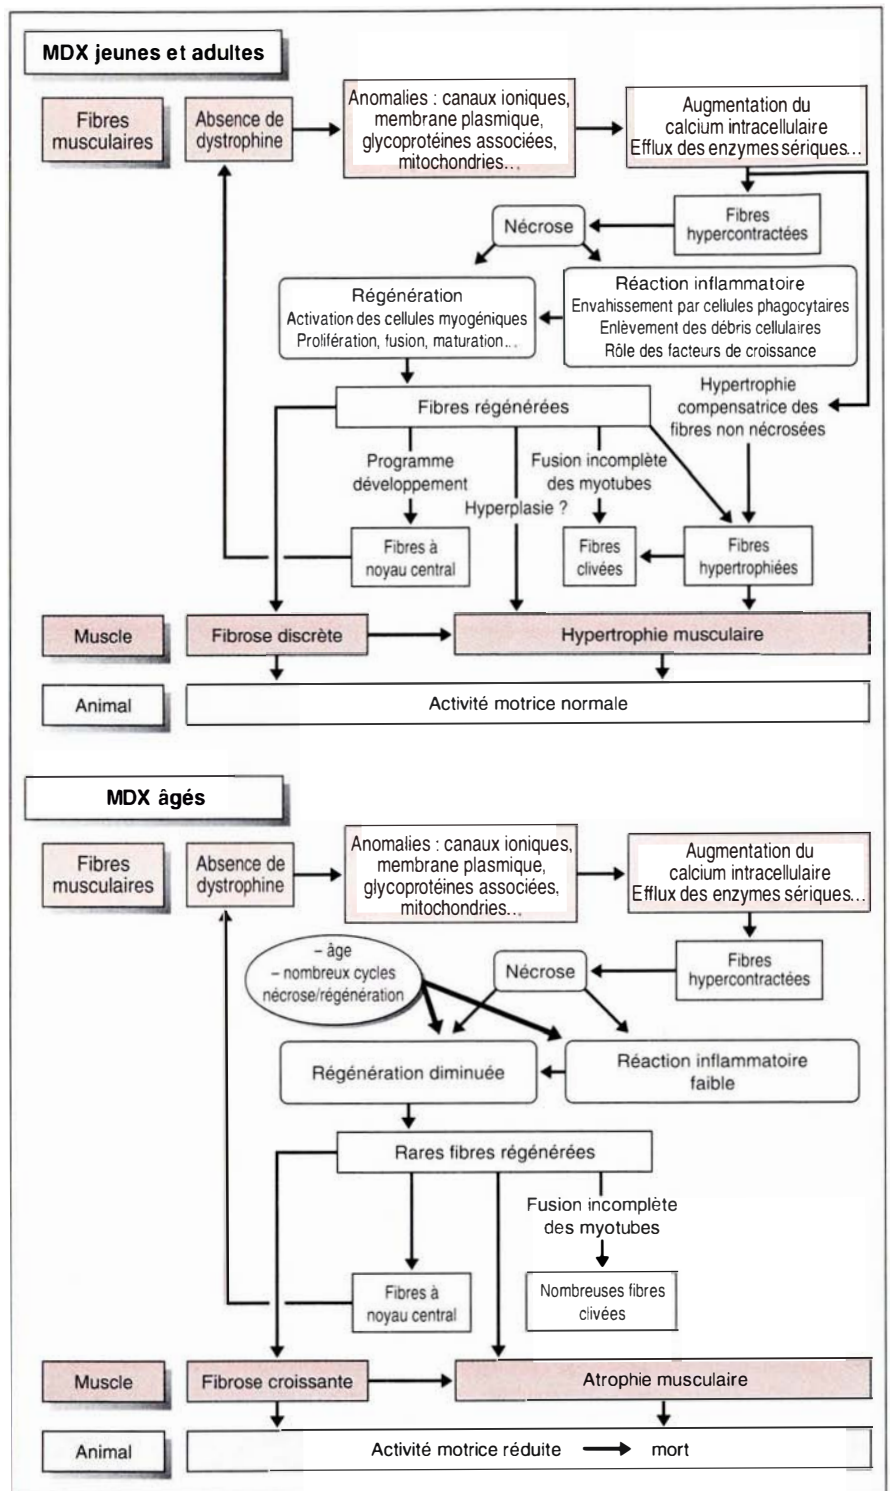 MDX jeunes et adultes
Fibres
musculaires
Absence de
dystrophine
Anomalies : canaux ioniques,
membrane plasmique,
glycoprotéines associées,
mitochondries...
Augmentation du
calcium intracellulaire
Efflux des enzymes sériques...
Fibres
hypercontractées
Nécrose
Régénération
Activation des cellules myogéniques
Prolifération, fusion, maturation...
Réaction inflammatoire
Envahissement par cellules phagocytaires
Enlèvement des débris cellulaires
Rôle des facteurs de croissance
Hypertrophie
compensatrice des
fibres non nécrosées
Fibres régénérées
Programme
développement
Hyperplasie ?
Fusion incomplète
des myotubes
Fibres à
noyau central
Fibres
clivées
Fibres
hypertrophiées
Muscle
Fibrose discrète
Hypertrophie musculaire
Animal
Activité motrice normale
MDX âgés
Fibres
musculaires
Absence de
dystrophine
Anomalies : canaux ioniques,
membrane plasmique,
glycoprotéines associées,
mitochondries...
Augmentation du
calcium intracellulaire
Efflux des enzymes sériques...
– âge
– nombreux cycles
nécrose/régénération
Nécrose
Fibres
hypercontractées
Régénération diminuée
Réaction inflammatoire
faible
Rares fibres régénérées
Fusion incomplète
des myotubes
Fibres à
noyau central
Nombreuses fibres
clivées
Muscle
Fibrose croissante
Atrophie musculaire
Animal
Activité motrice réduite
mort